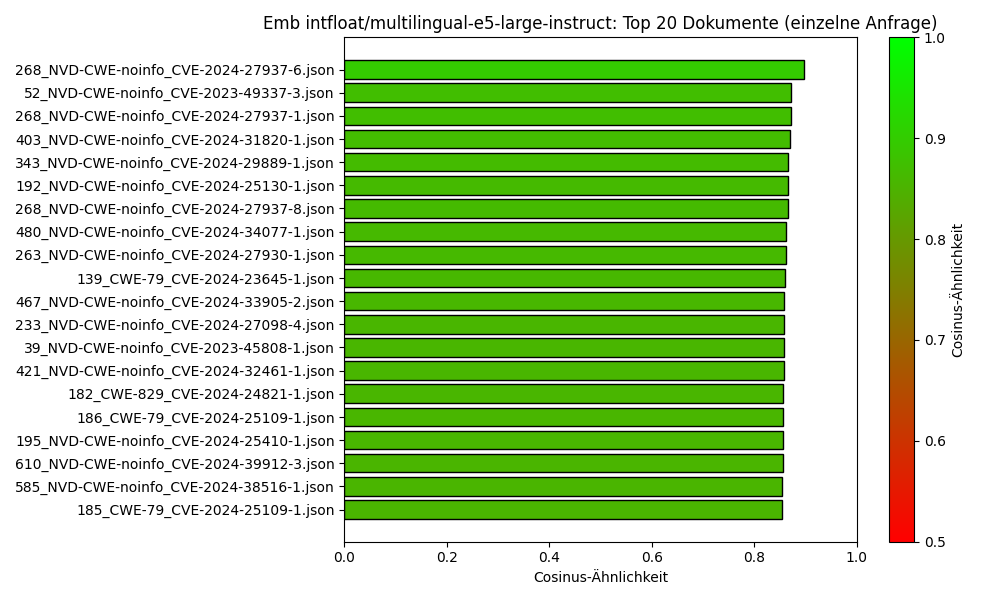 Emb intfloat/multilingual-e5-large-instruct: Top 20 Dokumente (einzelne Anfrage)
268_NVD-CWE-noinfo_CVE-2024-27937-6.json
52_NVD-CWE-noinfo_CVE-2023-49337-3.json
268_NVD-CWE-noinfo_CVE-2024-27937-1.json
403_NVD-CWE-noinfo_CVE-2024-31820-1.json
343_NVD-CWE-noinfo_CVE-2024-29889-1.json
192_NVD-CWE-noinfo_CVE-2024-25130-1.json
268_NVD-CWE-noinfo_CVE-2024-27937-8.json
480_NVD-CWE-noinfo_CVE-2024-34077-1.json
263_NVD-CWE-noinfo_CVE-2024-27930-1.json
139_CWE-79_CVE-2024-23645-1.json
467_NVD-CWE-noinfo_CVE-2024-33905-2.json
233_NVD-CWE-noinfo_CVE-2024-27098-4.json
39_NVD-CWE-noinfo_CVE-2023-45808-1.json
421_NVD-CWE-noinfo_CVE-2024-32461-1.json
182_CWE-829_CVE-2024-24821-1.json
186_CWE-79_CVE-2024-25109-1.json
195_NVD-CWE-noinfo_CVE-2024-25410-1.json
610_NVD-CWE-noinfo_CVE-2024-39912-3.json
585_NVD-CWE-noinfo_CVE-2024-38516-1.json
185_CWE-79_CVE-2024-25109-1.json
0.0 0.2 0.4 0.6 0.8 1.0
Cosinus-Ähnlichkeit
1.0
0.9
0.8
0.7
0.6
0.5
Cosinus-Ähnlichkeit